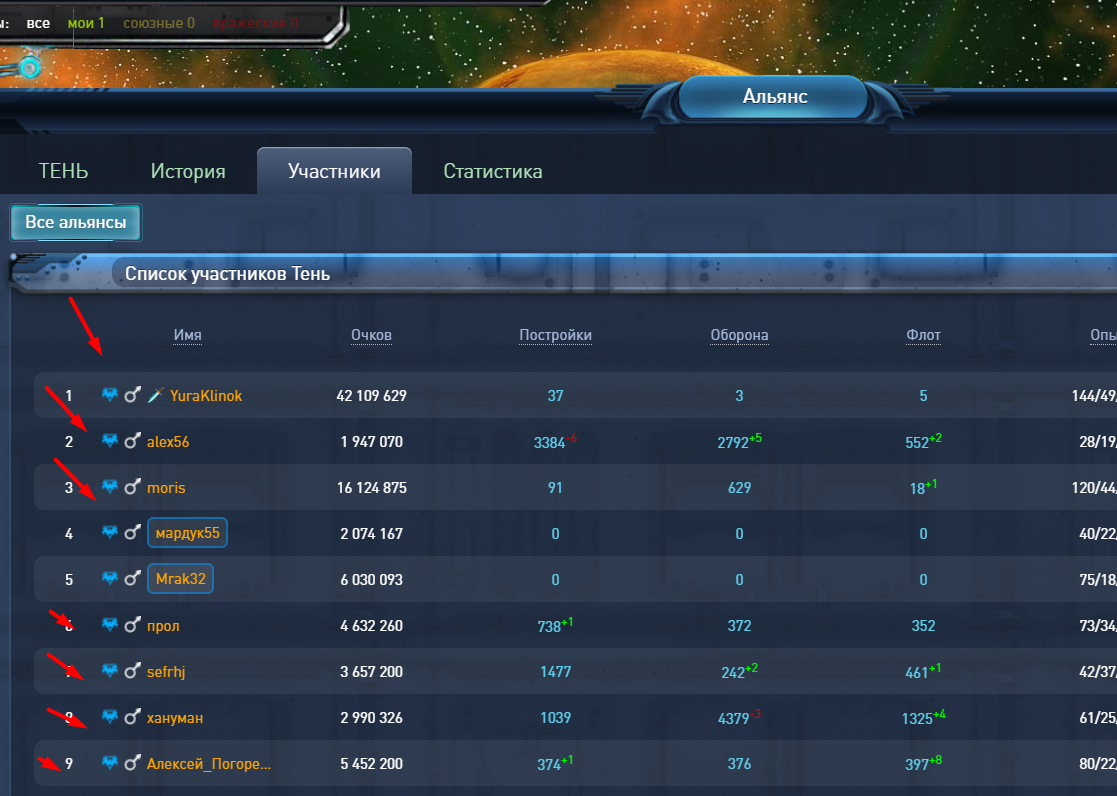 ы: все мои 1 союзные 0 вражеские 0
Альянс
ТЕНЬ История Участники Статистика
Все альянсы
Список участников Тень
Имя Очков Постройки Оборона Флот Опы
1 YuraKlinok 42 109 629 37 3 5 144/49/
2 alex56 1 947 070 3384-6 2792+5 552+2 28/19/
3 moris 16 124 875 91 629 18+1 120/44/
4 мардук55 2 074 167 0 0 0 40/22/
5 Mrak32 6 030 093 0 0 0 75/18/
6 прол 4 632 260 738+1 372 352 73/34/
7 sefrhj 3 657 200 1477 242+2 461+1 42/37/
8 хануман 2 990 326 1039 4379-3 1325+4 61/25/
9 Алексей_Погоре... 5 452 200 374+1 376 397+8 80/22/